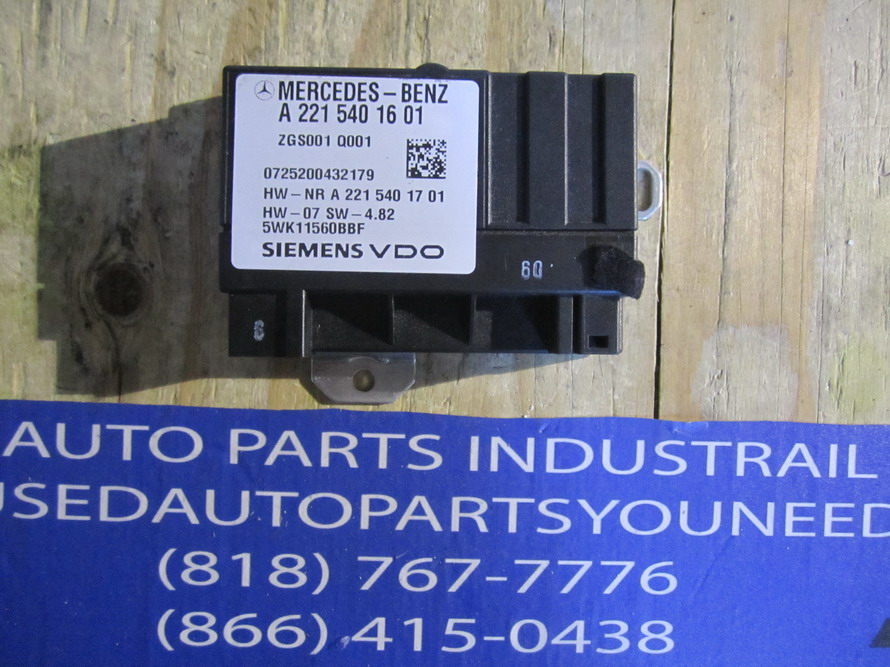 MERCEDES-BENZ
A 221 540 16 01
ZGS001 Q001
0725200432179
HW-NR A 221 540 17 01
HW-07 SW-4.82
5WK11560BBF
SIEMENS VDO
60
AUTO PARTS INDUSTRAIL
USEDAUTOPARTSYOUNEED
(818) 767-7776
(866) 415-0438